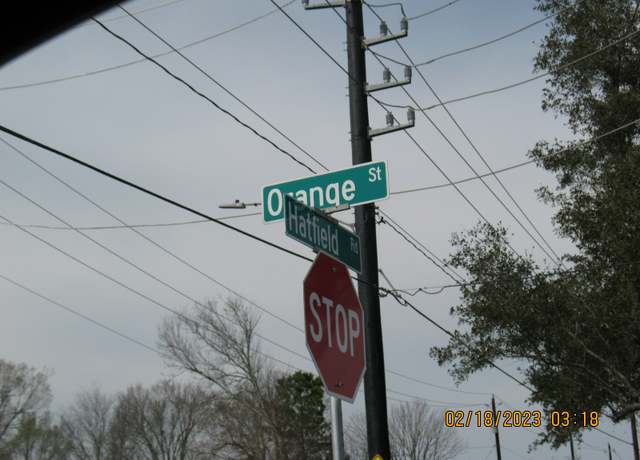 Orange St
Hatfield Rd
STOP
02/18/2023 03:18